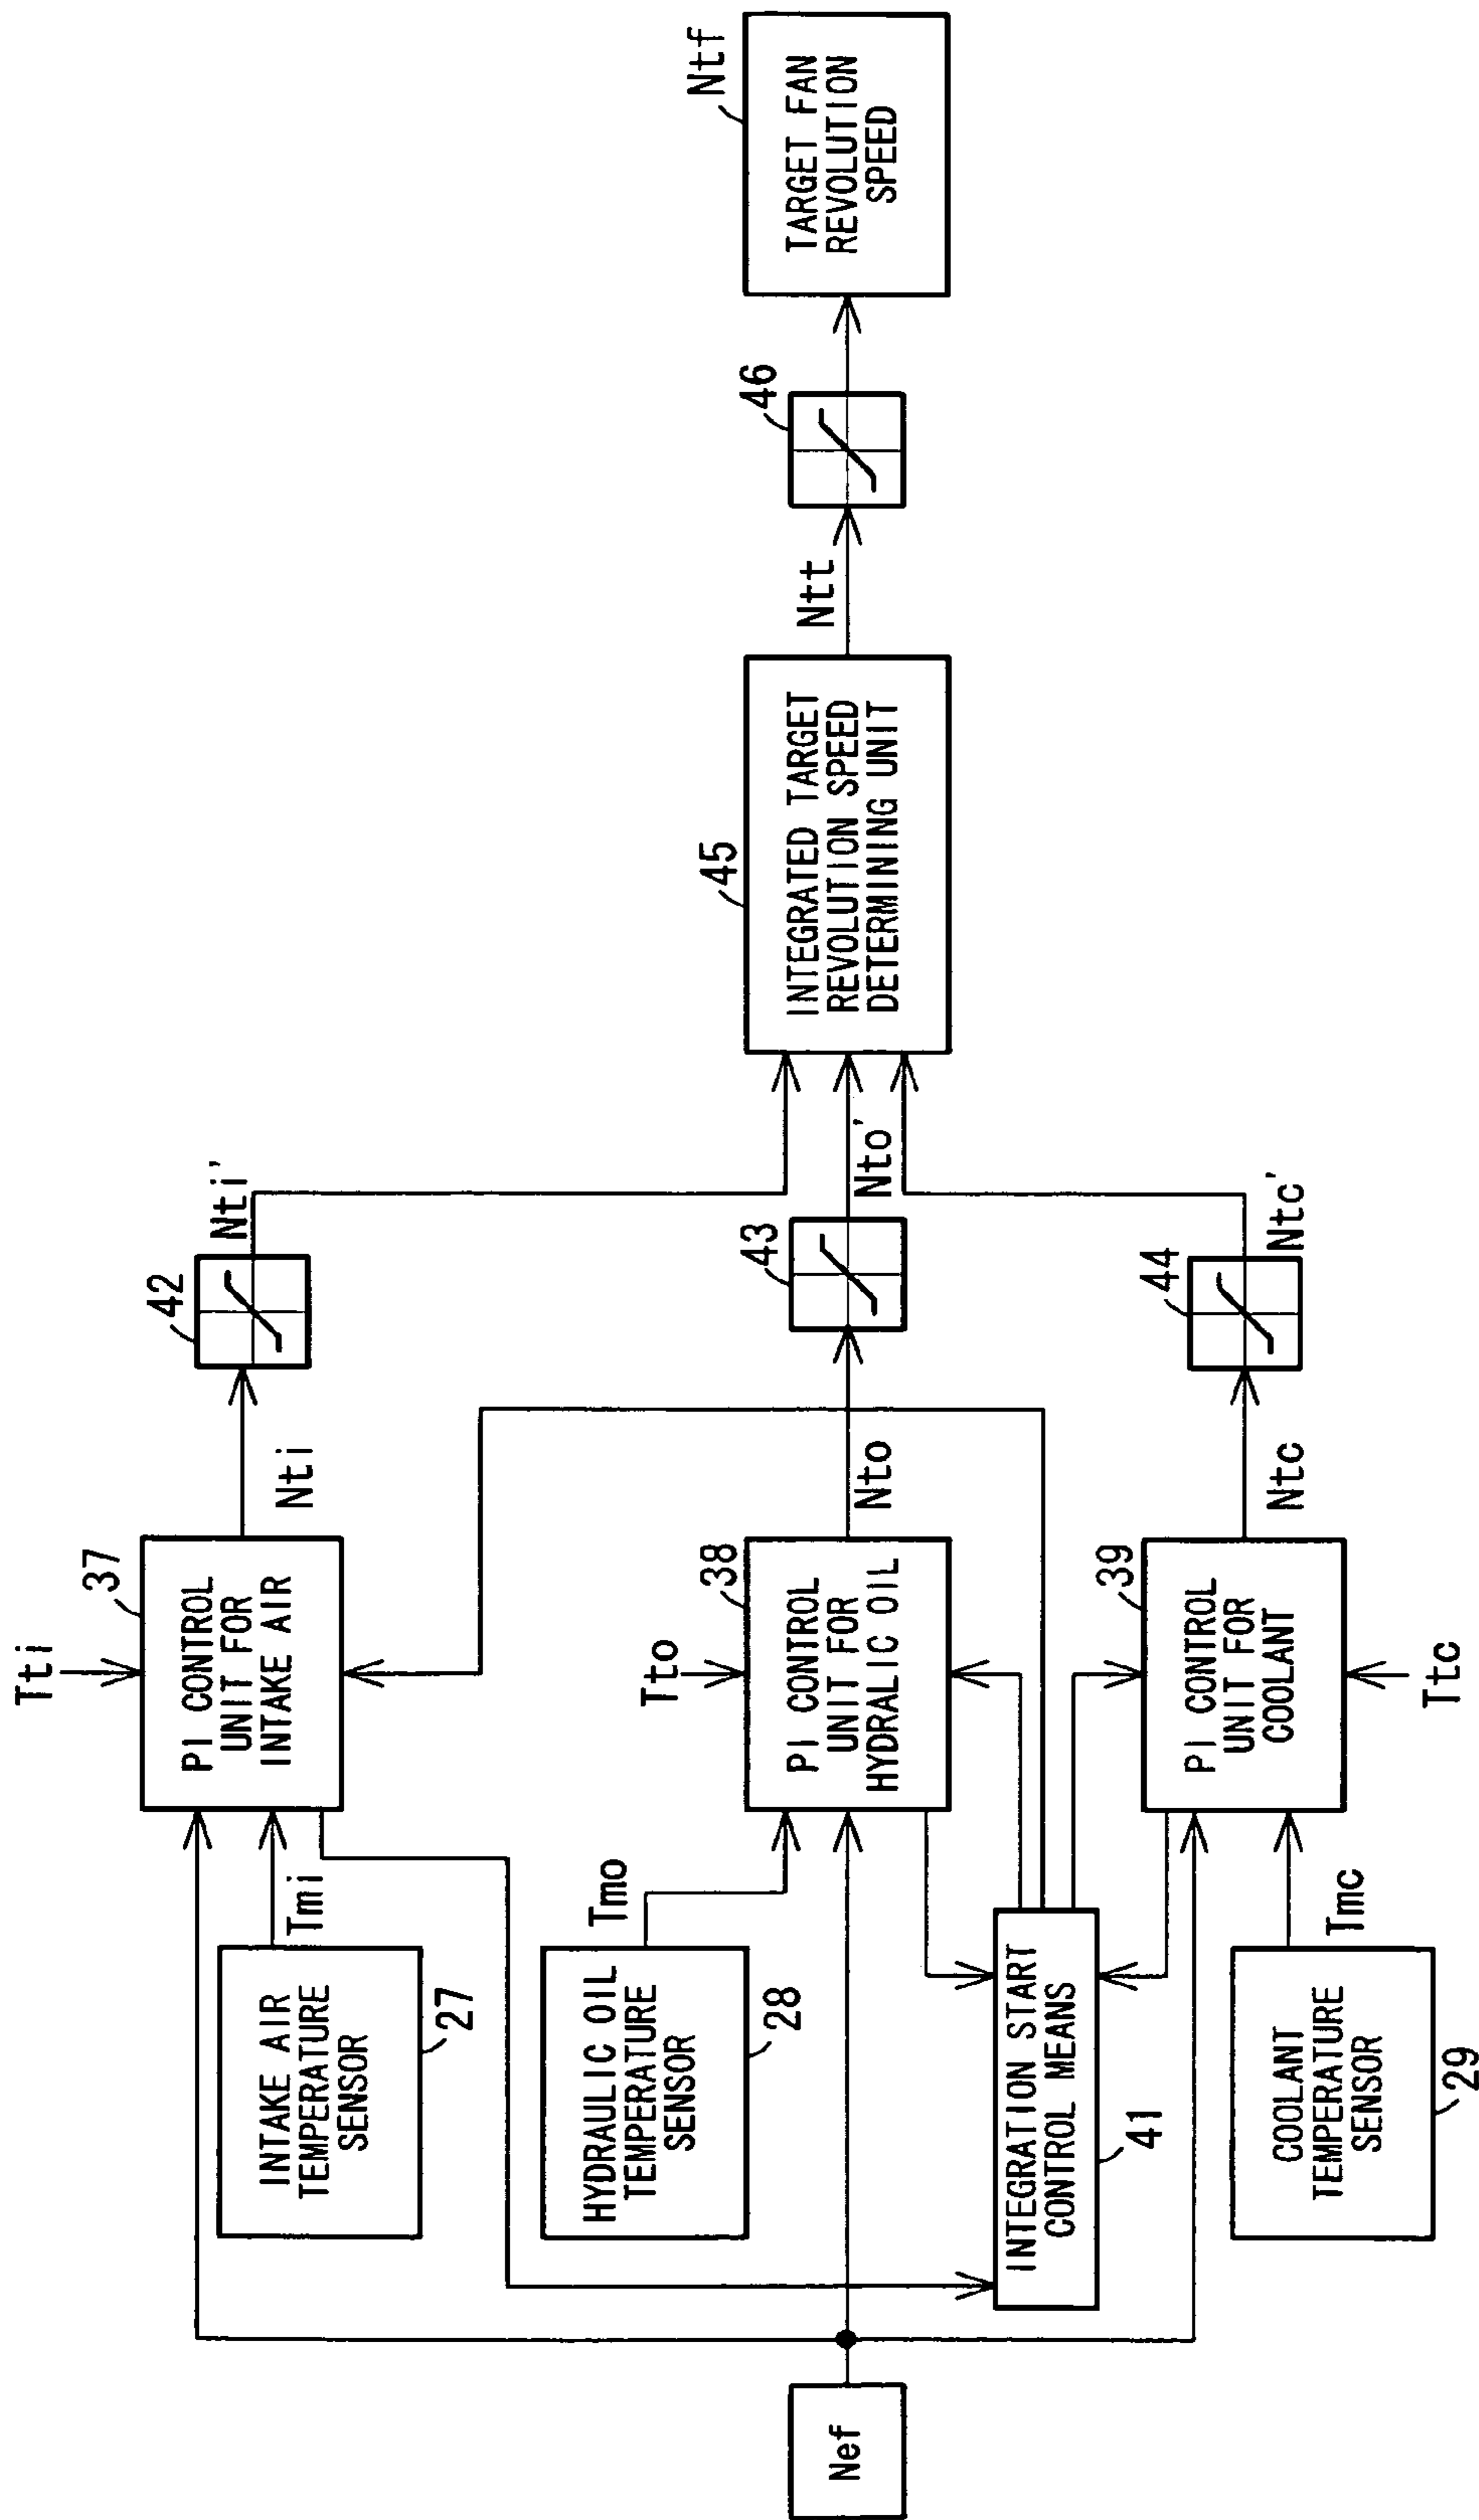 Tti
37
PI CONTROL
UNIT FOR
INTAKE AIR
Nti
42
Nti'
INTAKE AIR
TEMPERATURE
SENSOR
27
Tmi
Tto
38
PI CONTROL
UNIT FOR
HYDRALIC OIL
Nto
43
Nto'
HYDRAULIC OIL
TEMPERATURE
SENSOR
28
Tmo
Nef
INTEGRATION START
CONTROL MEANS
41
39
PI CONTROL
UNIT FOR
COOLANT
Ttc
Ntc
44
Ntc'
COOLANT
TEMPERATURE
SENSOR
29
Tmc
45
INTEGRATED TARGET
REVOLUTION SPEED
DETERMINING UNIT
Ntt
46
Ntf
TARGET FAN
REVOLUTION
SPEED